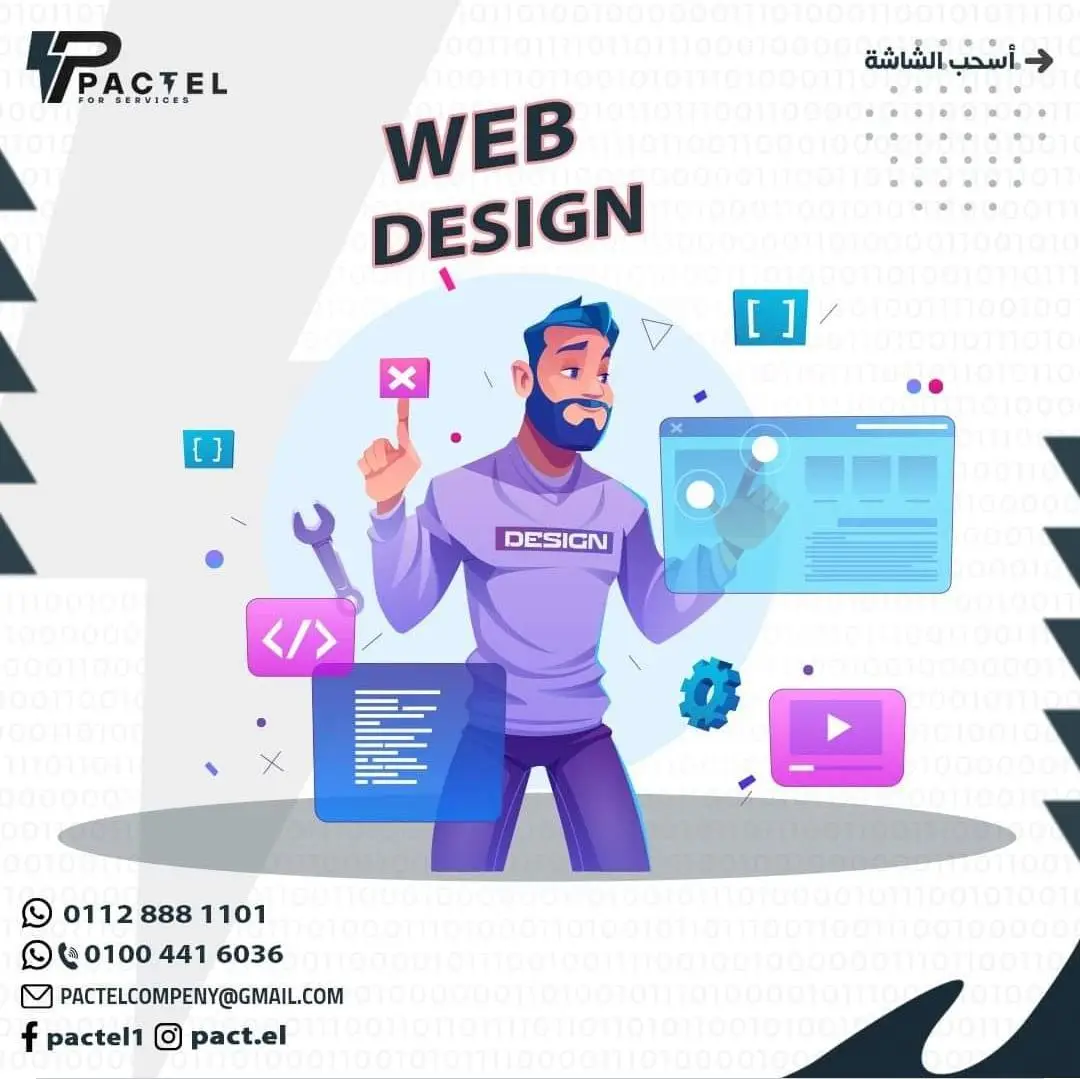 PACTEL
FOR SERVICES
أسحب الشاشة
WEB
DESIGN
[ ]
{ }
DESIGN
</>
0112 888 1101
0100 441 6036
PACTELCOMPENY@GMAIL.COM
pactel1 pact.el